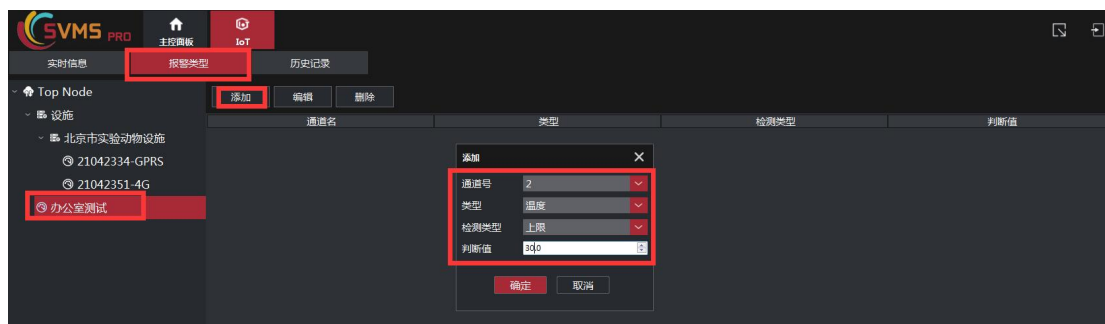 SVMS PRO
主控面板
IoT
实时信息
报警类型
历史记录
Top Node
添加
编辑
删除
设施
通道名
类型
检测类型
判断值
北京市实验动物设施
21042334-GPRS
21042351-4G
办公室测试
添加
通道号 2
类型 温度
检测类型 上限
判断值 30.0
确定 取消